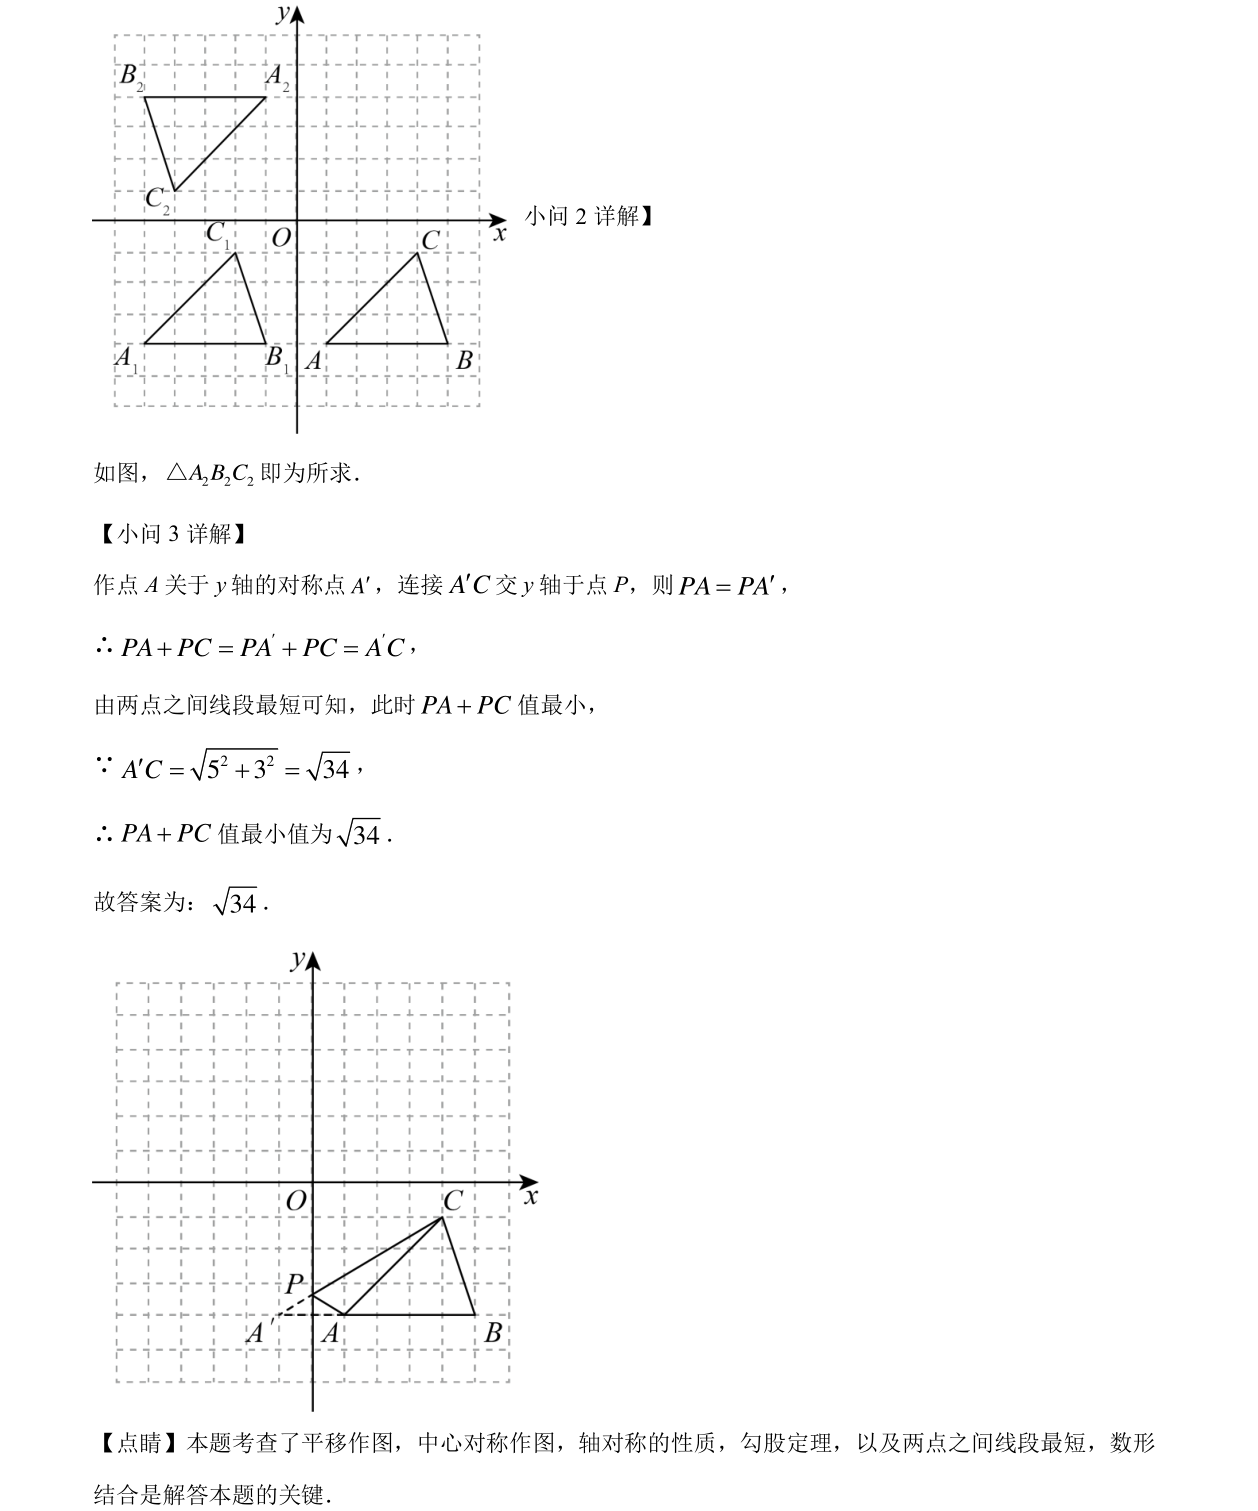 y
B₂ A₂
C₂
小问 2 详解】
C₁ O C x
A₁ B₁ A B
如图，△A₂B₂C₂即为所求．
【小问 3 详解】
作点 A 关于 y 轴的对称点 A′，连接 A′C 交 y 轴于点 P，则 PA = PA′，
∴ PA + PC = PA′ + PC = A′C，
由两点之间线段最短可知，此时 PA + PC 值最小，
∵ A′C = √(5² + 3²) = √34，
∴ PA + PC 值最小值为√34．
故答案为：√34．
y
O C x
P
A′ A B
【点睛】本题考查了平移作图，中心对称作图，轴对称的性质，勾股定理，以及两点之间线段最短，数形
结合是解答本题的关键．